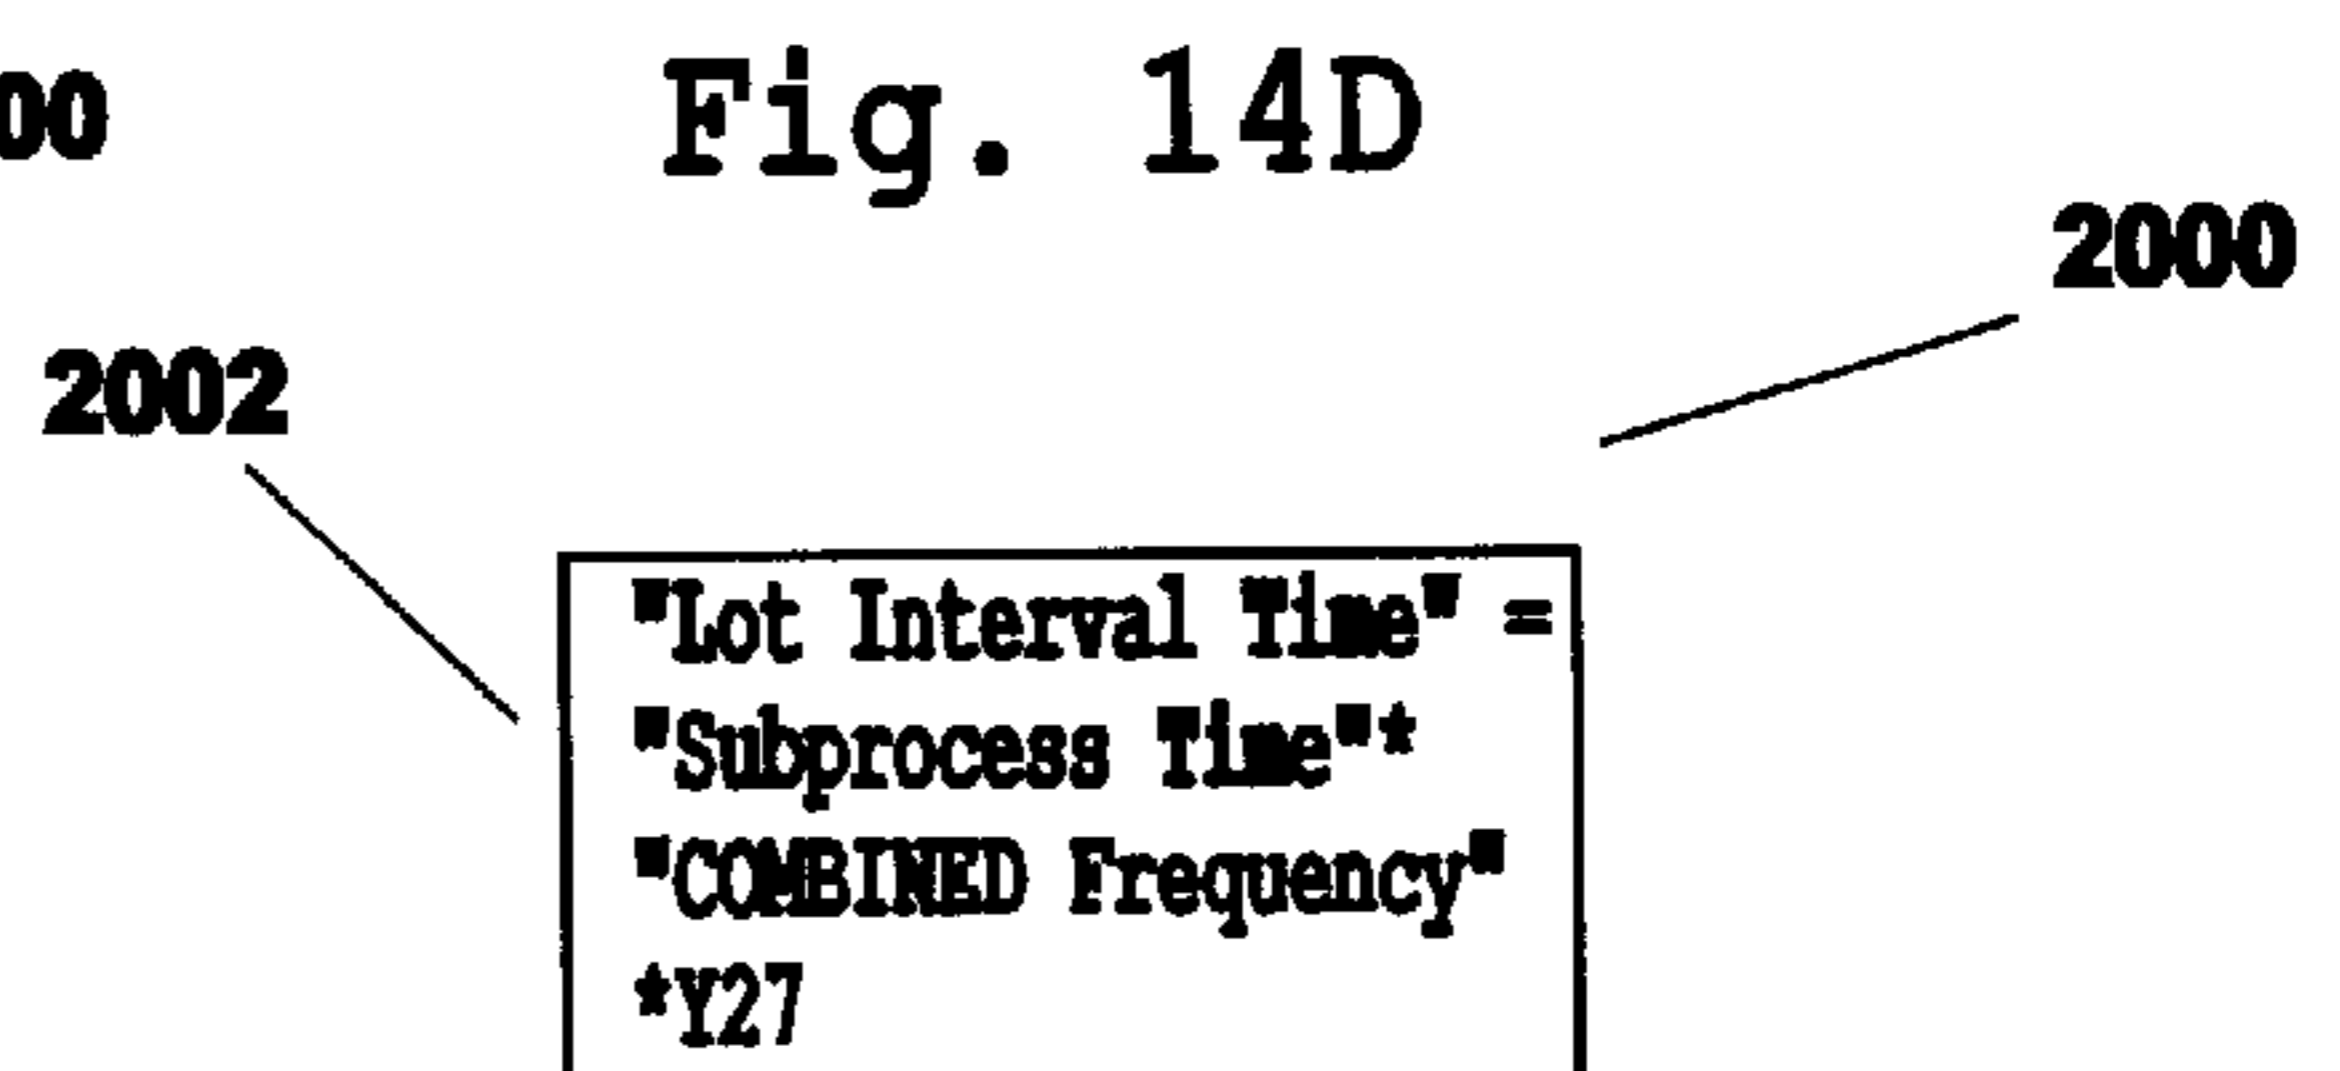 Fig. 14D
00
2000
2002
"Lot Interval Time" =
"Subprocess Time"*
"COMBINED Frequency"
*Y27